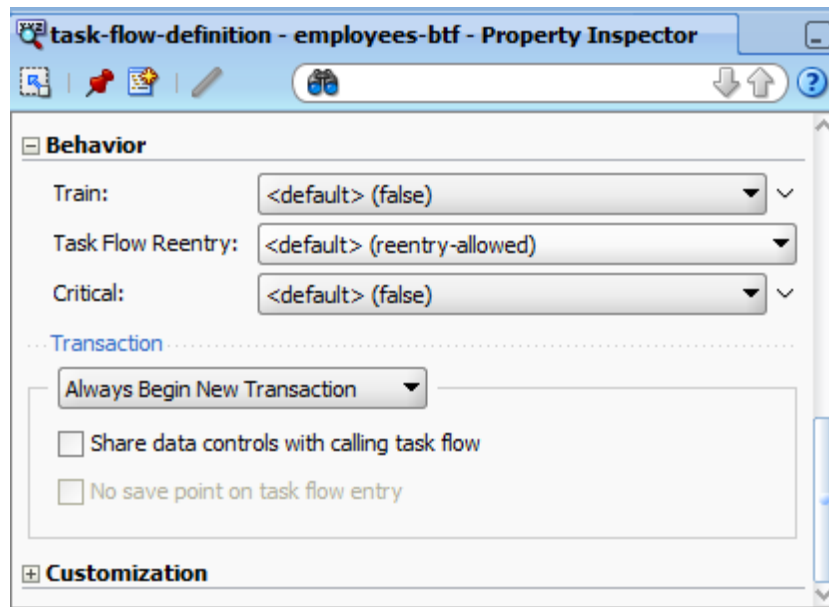 task-flow-definition - employees-btf - Property Inspector
Behavior
Train: <default> (false)
Task Flow Reentry: <default> (reentry-allowed)
Critical: <default> (false)
Transaction
Always Begin New Transaction
Share data controls with calling task flow
No save point on task flow entry
Customization